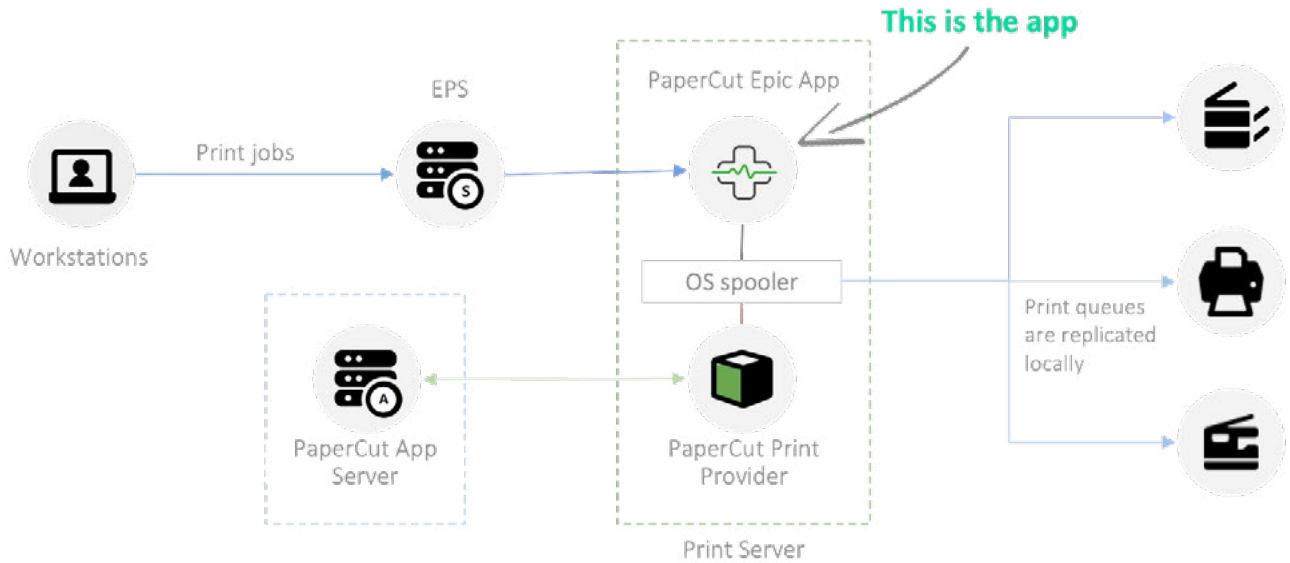 This is the app
PaperCut Epic App
EPS
Print jobs
S
Workstations
OS spooler
Print queues
are replicated
locally
A
PaperCut App
Server
PaperCut Print
Provider
Print Server